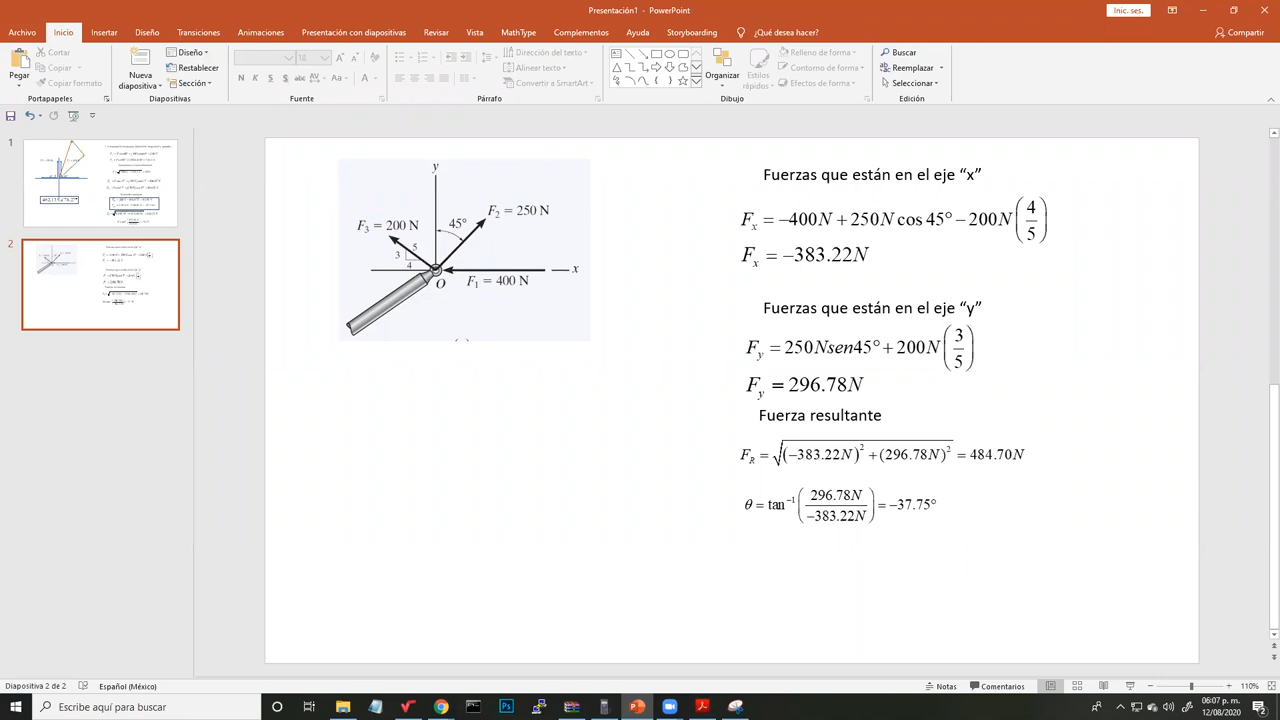 Presentación1 - PowerPoint
Inic. ses.
Archivo Inicio Insertar Diseño Transiciones Animaciones Presentación con diapositivas Revisar Vista MathType Complementos Ayuda Storyboarding ¿Qué desea hacer? Compartir
Pegar
Cortar
Copiar
Copiar formato
Portapapeles
Nueva diapositiva
Diseño
Restablecer
Sección
Diapositivas
18
N K S abc AV Aa A
Fuente
Dirección del texto
Alinear texto
Convertir a SmartArt
Párrafo
Organizar
Estilos rápidos
Relleno de forma
Contorno de forma
Efectos de forma
Dibujo
Buscar
Reemplazar
Seleccionar
Edición
1
2
y
F₃ = 200 N
45°
F₂ = 250 N
5
3
4
x
O
F₁ = 400 N
Fuerzas que están en el eje “x”
Fₓ = −400N+250N cos 45° − 200N (4/5)
Fₓ = −383.22N
Fuerzas que están en el eje “y”
F_y = 250Nsen45° + 200N (3/5)
F_y = 296.78N
Fuerza resultante
F_R = √((−383.22N)² + (296.78N)²) = 484.70N
θ = tan⁻¹ (296.78N / −383.22N) = −37.75°
Diapositiva 2 de 2 Español (México) Notas Comentarios 110%
Escribe aquí para buscar
06:07 p. m.
12/08/2020